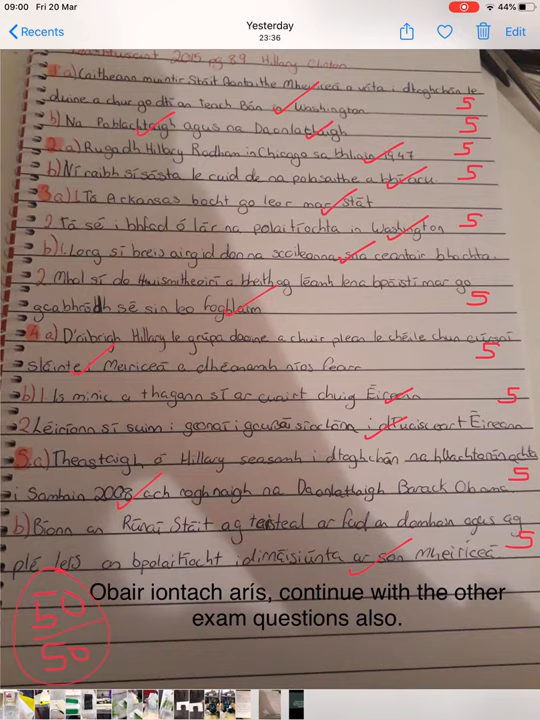 09:00 Fri 20 Mar
44%
Recents
Yesterday
23:36
Edit
2015 pg 89 Hillary Clinton
1 a) Caitheann muintir Stáit Aontaithe Mheiriceá a vóta i dtoghchán le
duine a chur go dtí an Teach Bán i Washington
5
b) Na Poblachtaigh agus na Daonlathaigh
5
2 a) Rugadh Hillary Rodham in Chicago sa bhliain 1947
5
b) Ní raibh sí sásta le cuid de na polasaithe a bhí acu
5
3 a) 1. Tá Arkansas bocht go leor mar stát
2 Tá sé i bhfad ó lár na polaitíochta in Washington
5
b) 1. Lorg sí breis airgid don na scoileanna sna ceantair bhochta.
2 Mhol sí do thuismitheoirí a bheith ag léamh lena bpáistí mar go
gcabhródh sé sin leo foghlaim
5
4 a) D'oibrigh Hillary le grúpa daoine a chuir plean le chéile chun cúrsaí
sláinte Meiriceá a dhéanamh níos fearr
5
b) 1. Is minic a thagann sí ar cuairt chuig Éireann
5
2 Léiríonn sí suim i gcónaí i gcúrsaí síochána i dTuaisceart Éireann
5. a) Theastaigh ó Hillary seasamh i dtoghchán na hUachtaránachta
5
i Samhain 2008 ach roghnaigh na Daonlathaigh Barack Obama
b) Bíonn an Rúnaí Stáit ag taisteal ar fud an domhain agus ag
5
plé leis an bpolaitíocht idirnáisiúnta ar son Mheiriceá
50
50
Obair iontach arís, continue with the other
exam questions also.